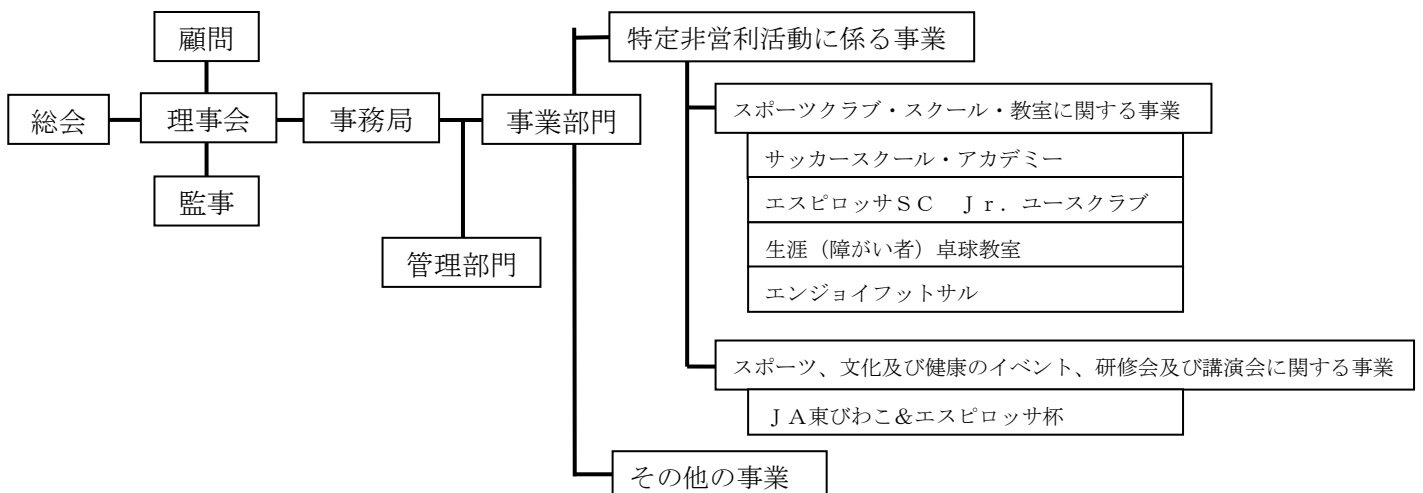 顧問
総会
理事会
事務局
事業部門
監事
管理部門
特定非営利活動に係る事業
スポーツクラブ・スクール・教室に関する事業
サッカースクール・アカデミー
エスピロッサＳＣ　Ｊｒ．ユースクラブ
生涯（障がい者）卓球教室
エンジョイフットサル
スポーツ、文化及び健康のイベント、研修会及び講演会に関する事業
ＪＡ東びわこ＆エスピロッサ杯
その他の事業